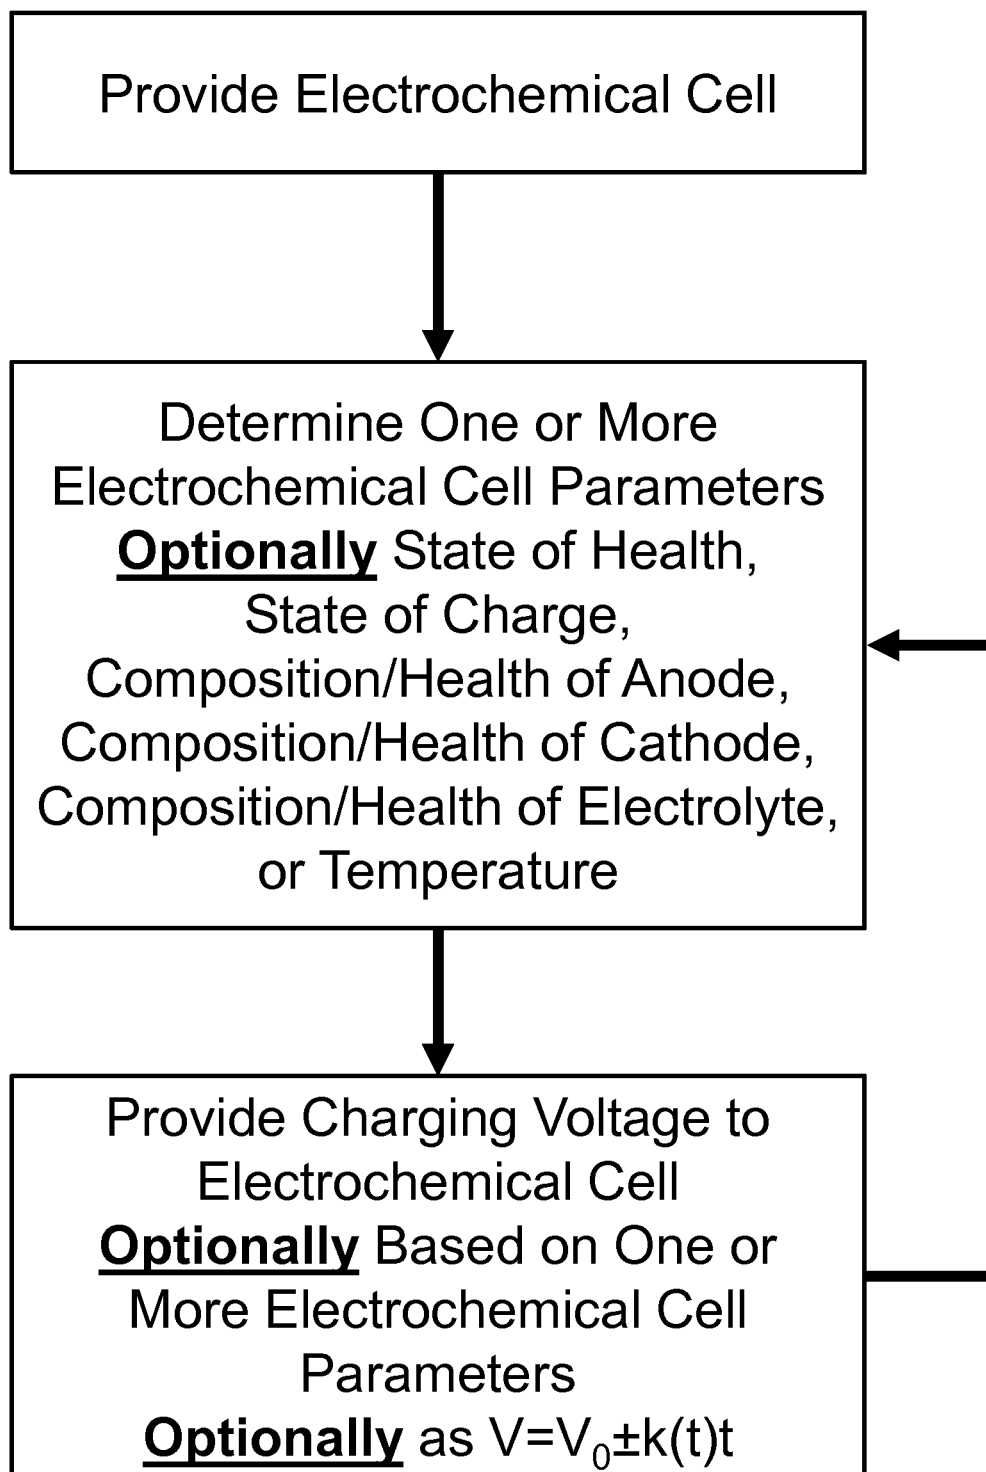 Provide Electrochemical Cell
Determine One or More
Electrochemical Cell Parameters
Optionally State of Health,
State of Charge,
Composition/Health of Anode,
Composition/Health of Cathode,
Composition/Health of Electrolyte,
or Temperature
Provide Charging Voltage to
Electrochemical Cell
Optionally Based on One or
More Electrochemical Cell
Parameters
Optionally as V=V₀±k(t)t